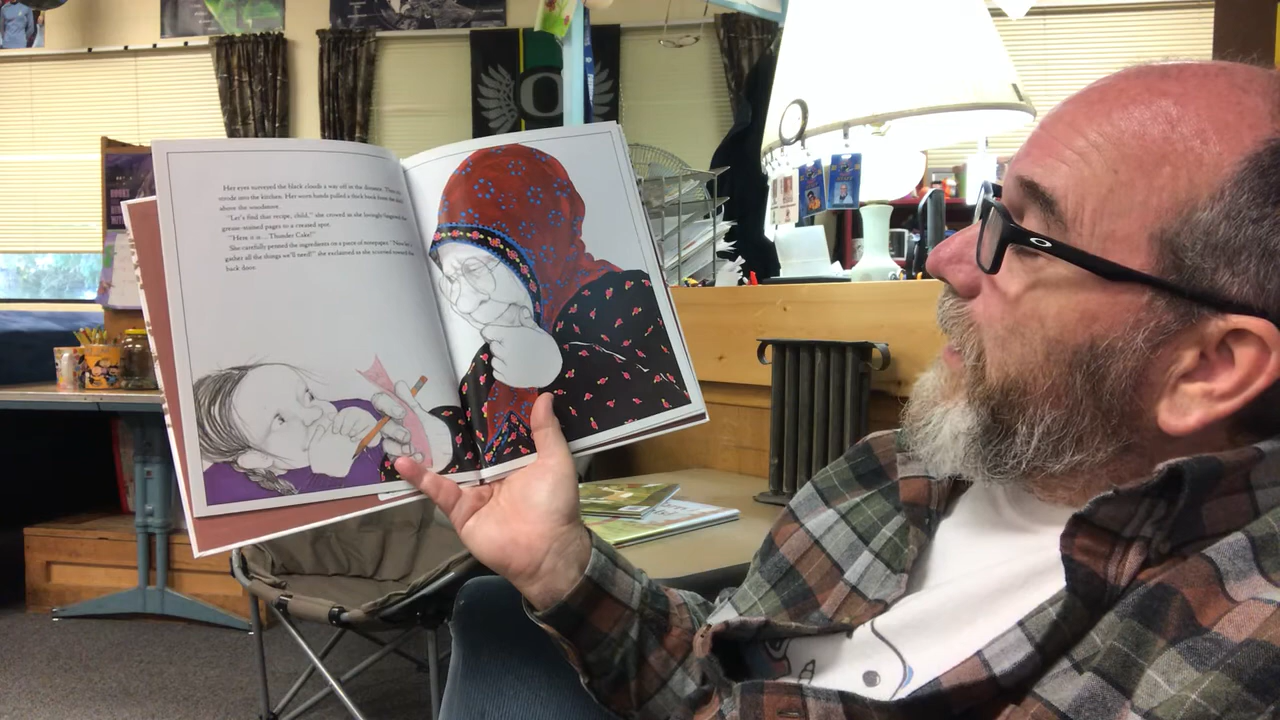 Her eyes surveyed the black clouds a way off in the distance. Then she
strode into the kitchen. Her worn hands pulled a thick book from the shelf
above the woodstove.
"Let's find that recipe, child," she crowed as she lovingly fingered the
grease-stained pages to a creased spot.
"Here it is... Thunder Cake!"
She carefully penned the ingredients on a piece of notepaper. "Now let's
gather all the things we'll need!" she exclaimed as she scurried toward the
back door.
O